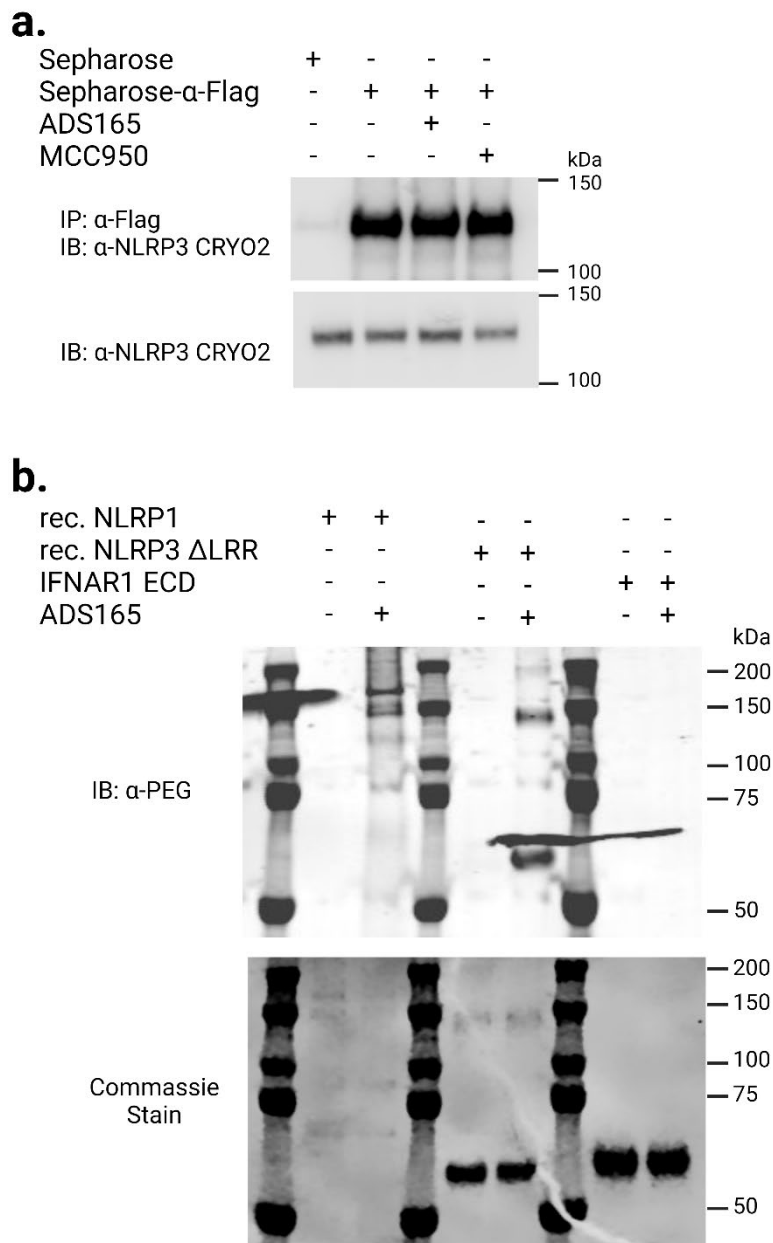 a.
Sepharose + - - -
Sepharose-α-Flag - + + +
ADS165 - - + -
MCC950 - - - +
kDa
150
IP: α-Flag
IB: α-NLRP3 CRYO2
100
150
IB: α-NLRP3 CRYO2
100
b.
rec. NLRP1 + + - - - -
rec. NLRP3 ΔLRR - - + + - -
IFNAR1 ECD - - - - + +
ADS165 - + - + - +
kDa
200
150
100
IB: α-PEG
75
50
200
150
100
Commassie
75
Stain
50